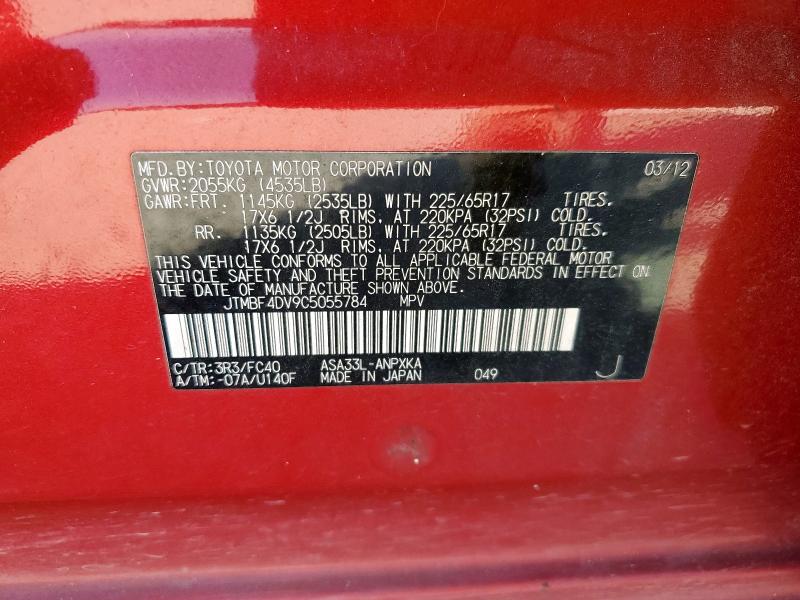 MFD.BY:TOYOTA MOTOR CORPORATION 03/12
GVWR:2055KG (4535LB)
GAWR:FRT. 1145KG (2535LB) WITH 225/65R17 TIRES.
17X6 1/2J RIMS, AT 220KPA (32PSI) COLD.
RR. 1135KG (2505LB) WITH 225/65R17 TIRES.
17X6 1/2J RIMS, AT 220KPA (32PSI) COLD.
THIS VEHICLE CONFORMS TO ALL APPLICABLE FEDERAL MOTOR
VEHICLE SAFETY AND THEFT PREVENTION STANDARDS IN EFFECT ON
THE DATE OF MANUFACTURE SHOWN ABOVE.
JTMBF4DV9C5055784 MPV
C/TR:3R3/FC40 ASA33L-ANPXKA
A/TM:-07A/U140F MADE IN JAPAN 049 J